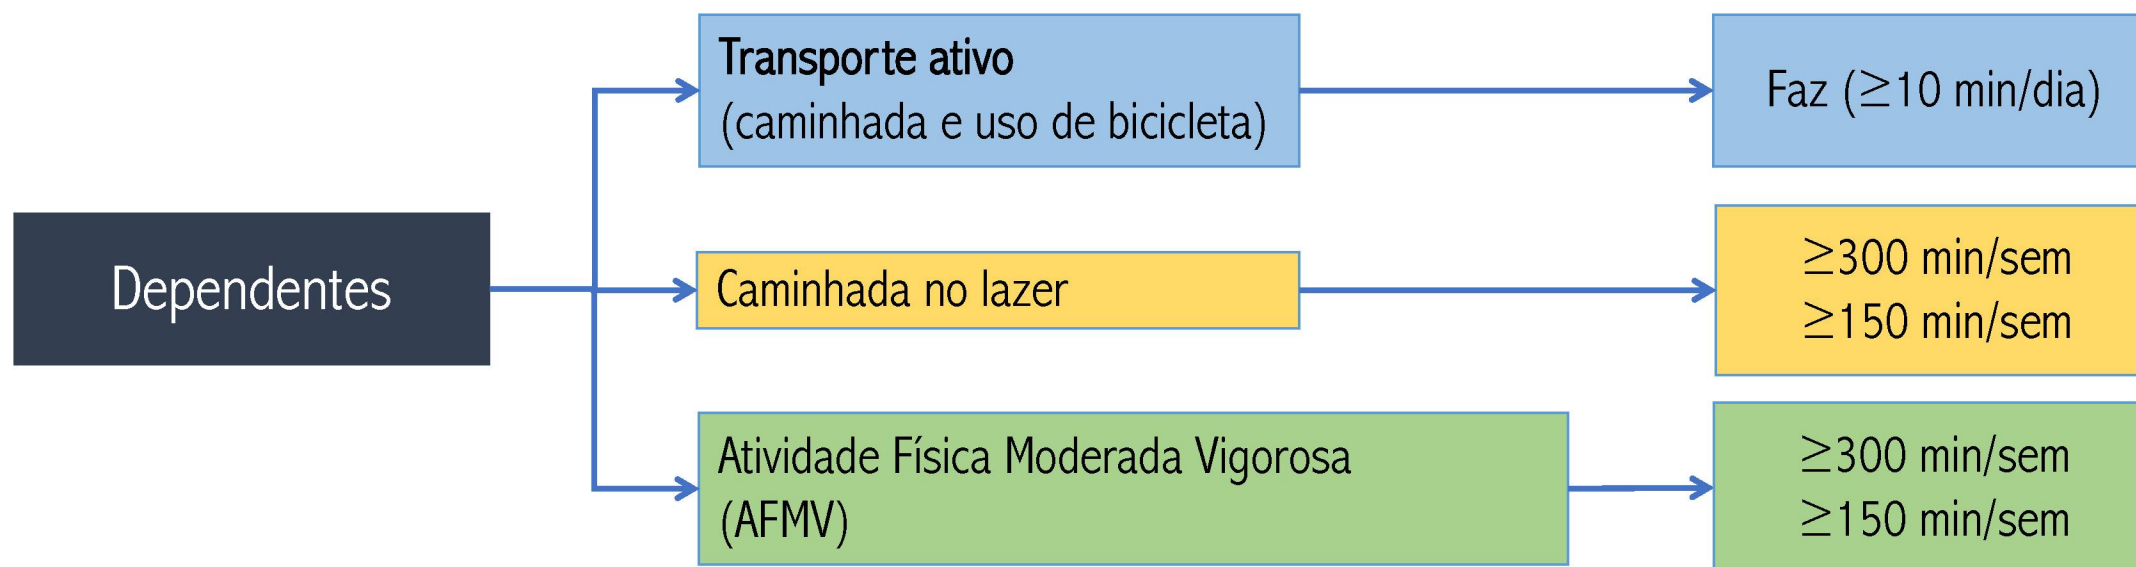 Transporte ativo
(caminhada e uso de bicicleta)
Faz (≥10 min/dia)
Dependentes
Caminhada no lazer
≥300 min/sem
≥150 min/sem
Atividade Física Moderada Vigorosa
(AFMV)
≥300 min/sem
≥150 min/sem